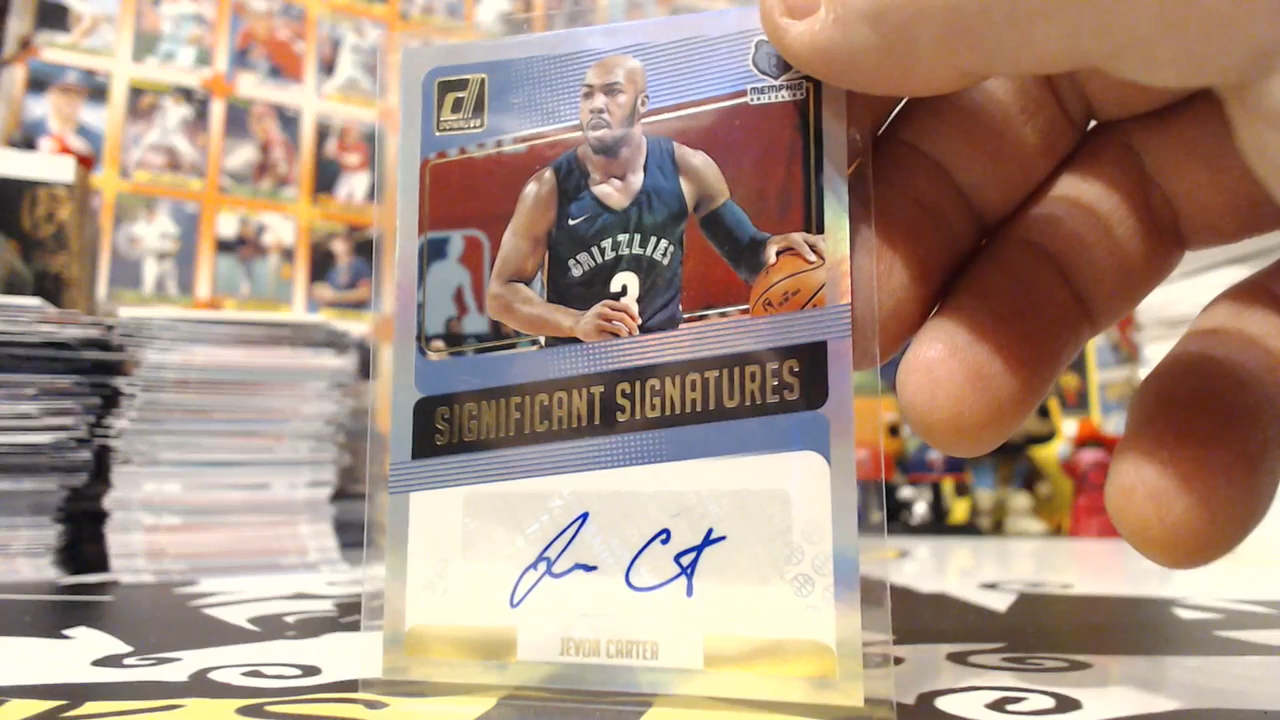 DONRUSS
MEMPHIS
GRIZZLIES
GRIZZLIES
3
SIGNIFICANT SIGNATURES
JEVON CARTER